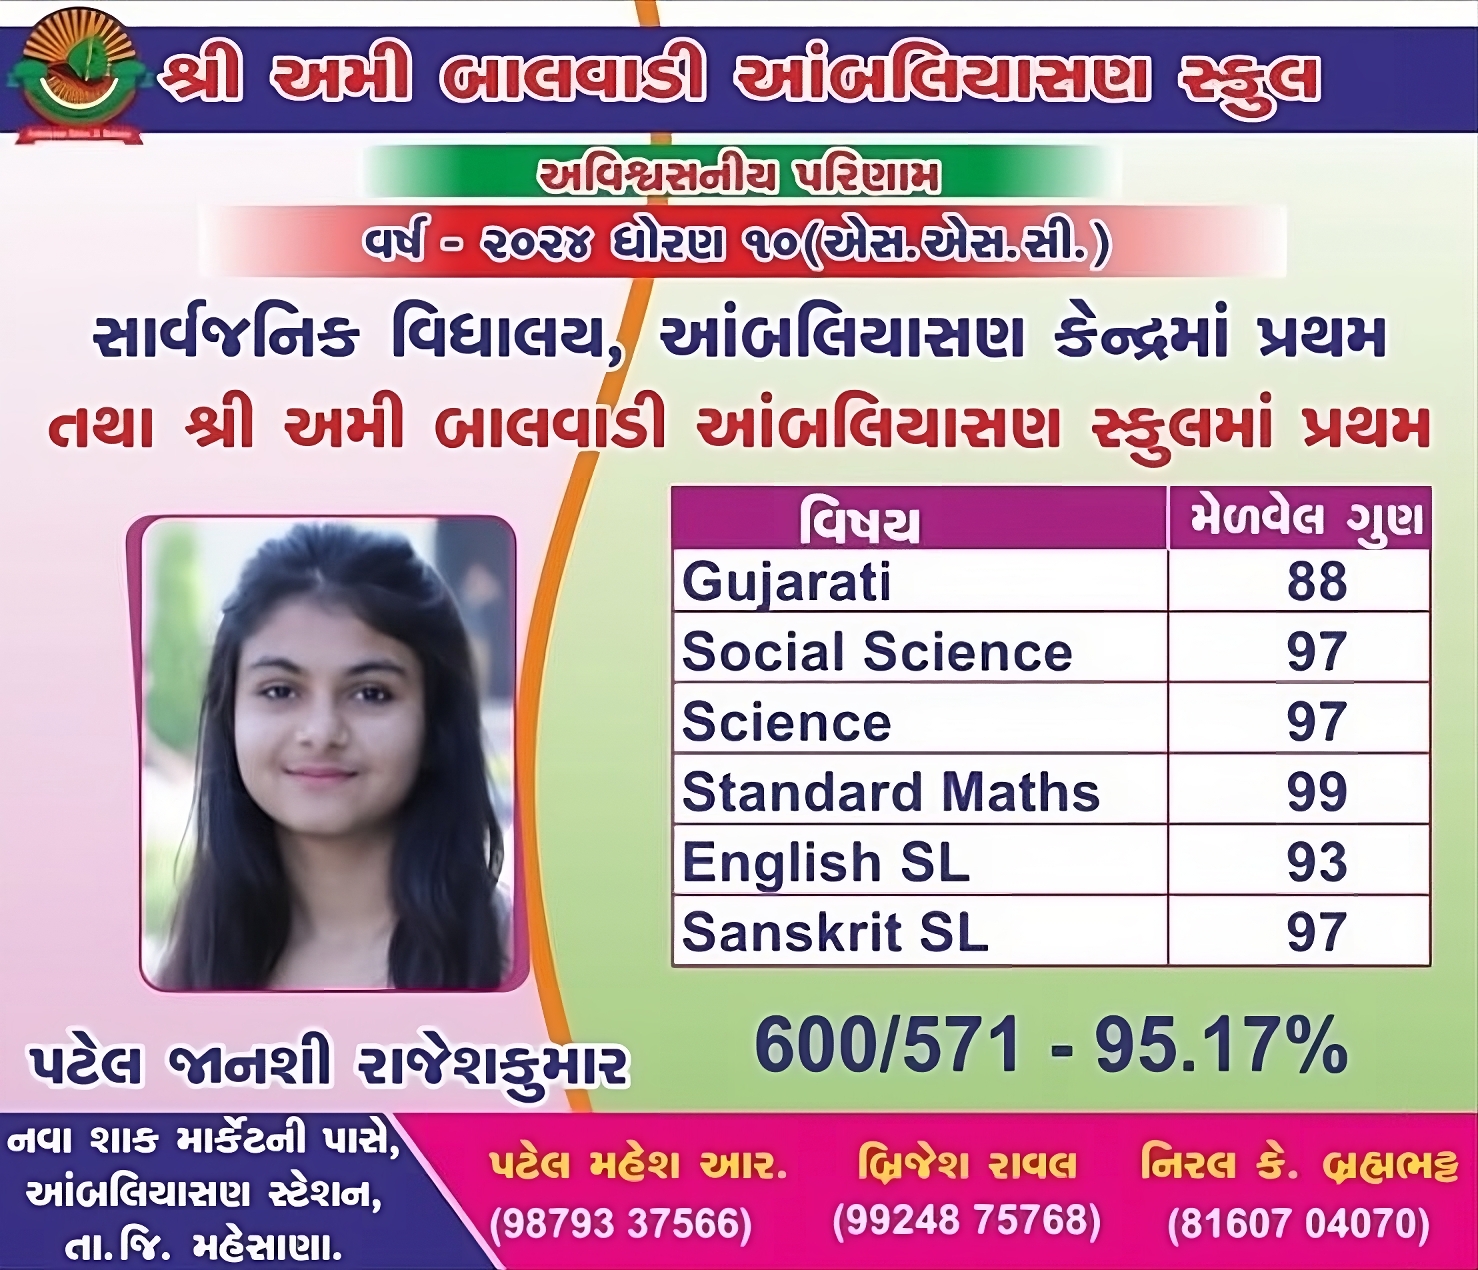 શ્રી અમી બાલવાડી આંબલિયાસણ સ્કુલ
અવિશ્વસનીય પરિણામ
વર્ષ - ૨૦૨૪ ધોરણ ૧૦(એસ.એસ.સી.)
સાર્વજનિક વિધાલય, આંબલિયાસણ કેન્દ્રમાં પ્રથમ
તથા શ્રી અમી બાલવાડી આંબલિયાસણ સ્કુલમાં પ્રથમ
વિષય મેળવેલ ગુણ
Gujarati 88
Social Science 97
Science 97
Standard Maths 99
English SL 93
Sanskrit SL 97
600/571 - 95.17%
પટેલ જાનશી રાજેશકુમાર
નવા શાક માર્કેટની પાસે,
આંબલિયાસણ સ્ટેશન,
તા.જિ. મહેસાણા.
પટેલ મહેશ આર. બ્રિજેશ રાવલ નિરલ કે. બ્રહ્મભટ્ટ
(98793 37566) (99248 75768) (81607 04070)